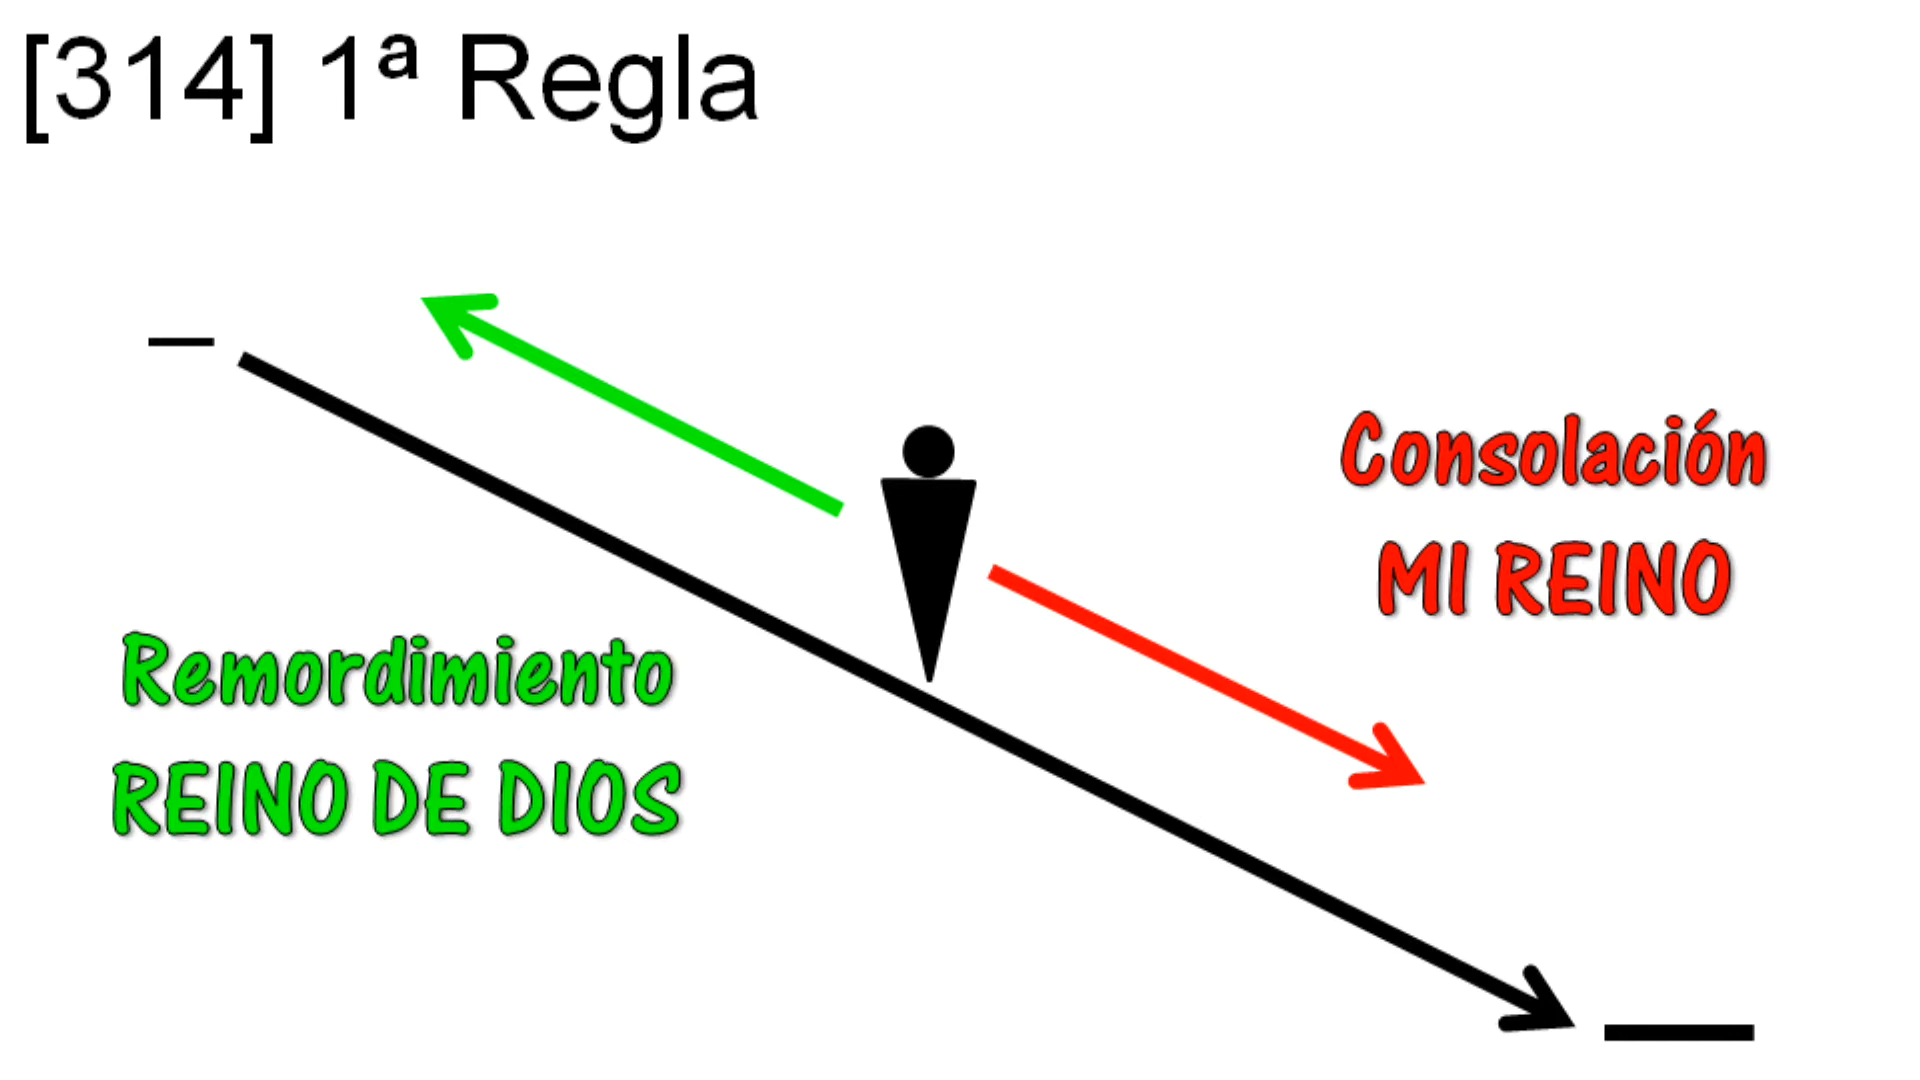 [314] 1ª Regla
Consolación
MI REINO
Remordimiento
REINO DE DIOS